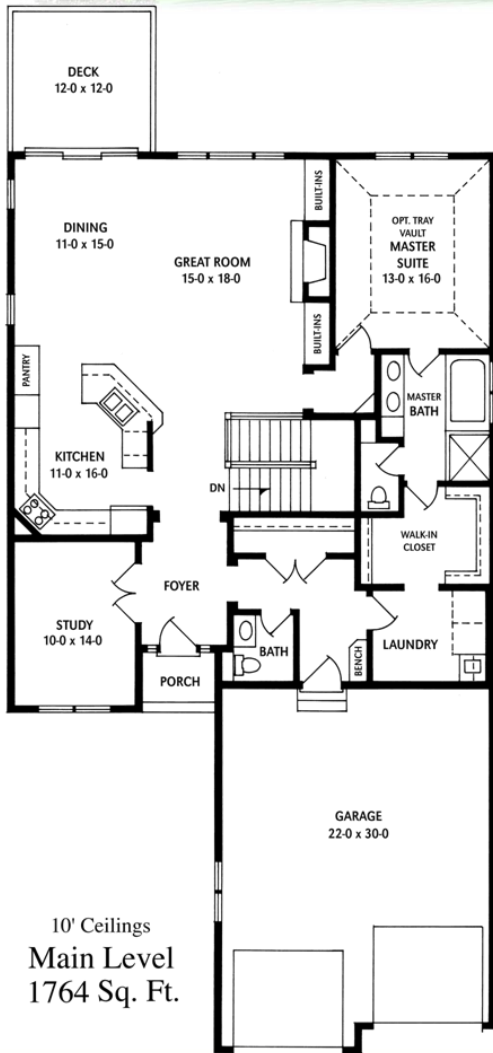 DECK
12-0 x 12-0
DINING
11-0 x 15-0
GREAT ROOM
15-0 x 18-0
BUILT-INS
OPT. TRAY
VAULT
MASTER
SUITE
13-0 x 16-0
BUILT-INS
PANTRY
MASTER
BATH
KITCHEN
11-0 x 16-0
DN
WALK-IN
CLOSET
FOYER
STUDY
10-0 x 14-0
BATH
BENCH
LAUNDRY
PORCH
GARAGE
22-0 x 30-0
10' Ceilings
Main Level
1764 Sq. Ft.